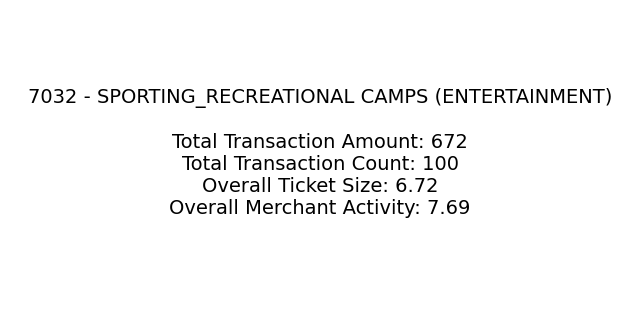 7032 - SPORTING_RECREATIONAL CAMPS (ENTERTAINMENT)
Total Transaction Amount: 672
Total Transaction Count: 100
Overall Ticket Size: 6.72
Overall Merchant Activity: 7.69